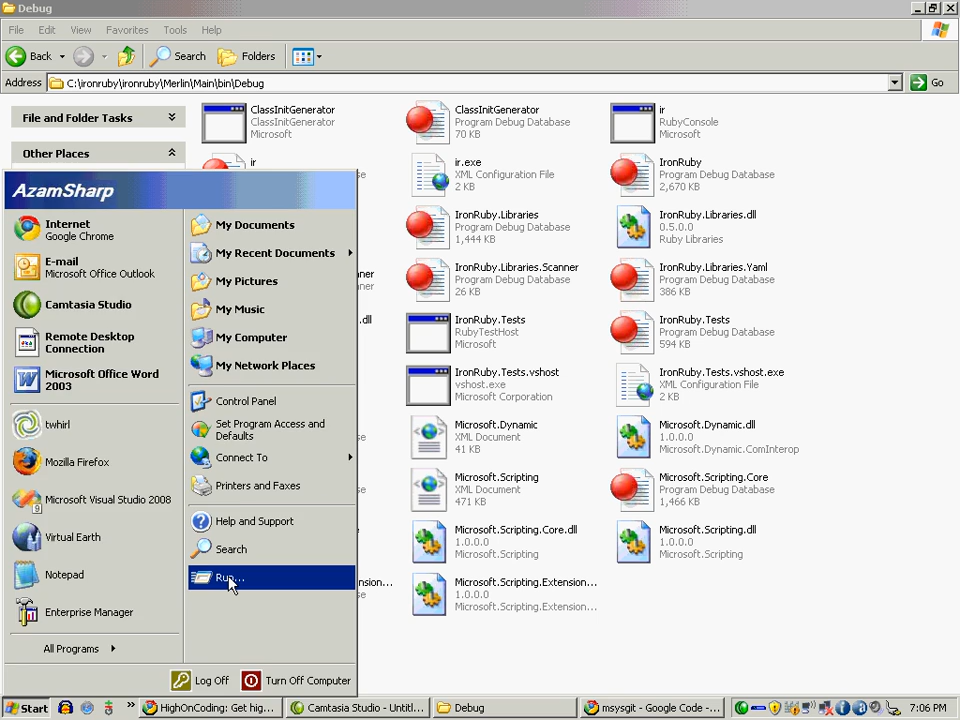 Debug
File Edit View Favorites Tools Help
Back Search Folders
Address C:\ironruby\ironruby\Merlin\Main\bin\Debug Go
File and Folder Tasks
Other Places
ClassInitGenerator
ClassInitGenerator
Microsoft
ClassInitGenerator
Program Debug Database
70 KB
ir
RubyConsole
Microsoft
ir
ir.exe
XML Configuration File
2 KB
IronRuby
Program Debug Database
2,670 KB
IronRuby.Libraries
Program Debug Database
1,444 KB
IronRuby.Libraries.dll
0.5.0.0
Ruby Libraries
IronRuby.Libraries.Scanner
Program Debug Database
26 KB
IronRuby.Libraries.Yaml
Program Debug Database
386 KB
.dll
IronRuby.Tests
RubyTestHost
Microsoft
IronRuby.Tests
Program Debug Database
594 KB
IronRuby.Tests.vshost
vshost.exe
Microsoft Corporation
IronRuby.Tests.vshost.exe
XML Configuration File
2 KB
Microsoft.Dynamic
XML Document
41 KB
Microsoft.Dynamic.dll
1.0.0.0
Microsoft.Dynamic.ComInterop
Microsoft.Scripting
XML Document
471 KB
Microsoft.Scripting.Core
Program Debug Database
1,466 KB
Microsoft.Scripting.Core.dll
1.0.0.0
Microsoft.Scripting
Microsoft.Scripting.dll
1.0.0.0
Microsoft.Scripting
Microsoft.Scripting.Extension...
1.0.0.0
Microsoft.Scripting.Extension...
AzamSharp
Internet
Google Chrome
E-mail
Microsoft Office Outlook
Camtasia Studio
Remote Desktop
Connection
Microsoft Office Word
2003
twhirl
Mozilla Firefox
Microsoft Visual Studio 2008
Virtual Earth
Notepad
Enterprise Manager
All Programs
My Documents
My Recent Documents
My Pictures
My Music
My Computer
My Network Places
Control Panel
Set Program Access and
Defaults
Connect To
Printers and Faxes
Help and Support
Search
Run...
Log Off Turn Off Computer
Start HighOnCoding: Get hig... Camtasia Studio - Untitl... Debug msysgit - Google Code -... 7:06 PM